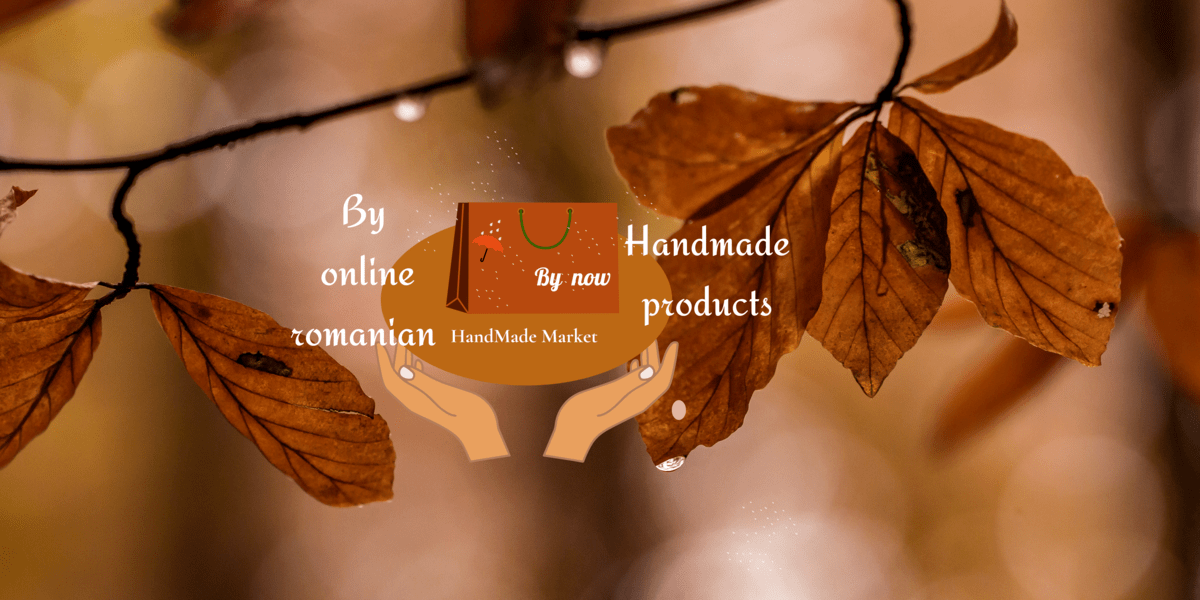 By
online
romanian
By now
HandMade Market
Handmade
products